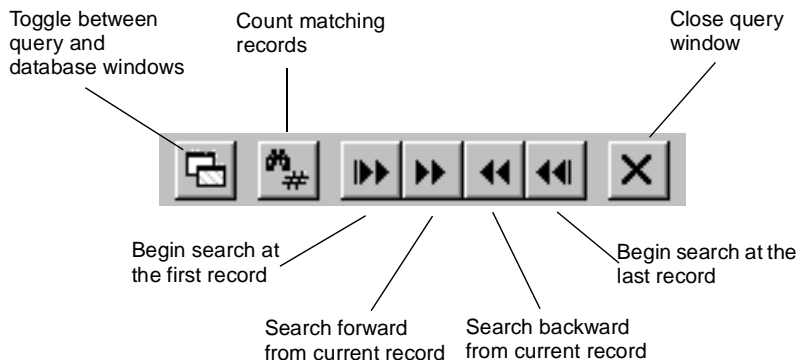 Toggle between
query and
database windows
Count matching
records
Close query
window
#
Begin search at
the first record
Begin search at the
last record
Search forward
from current record
Search backward
from current record